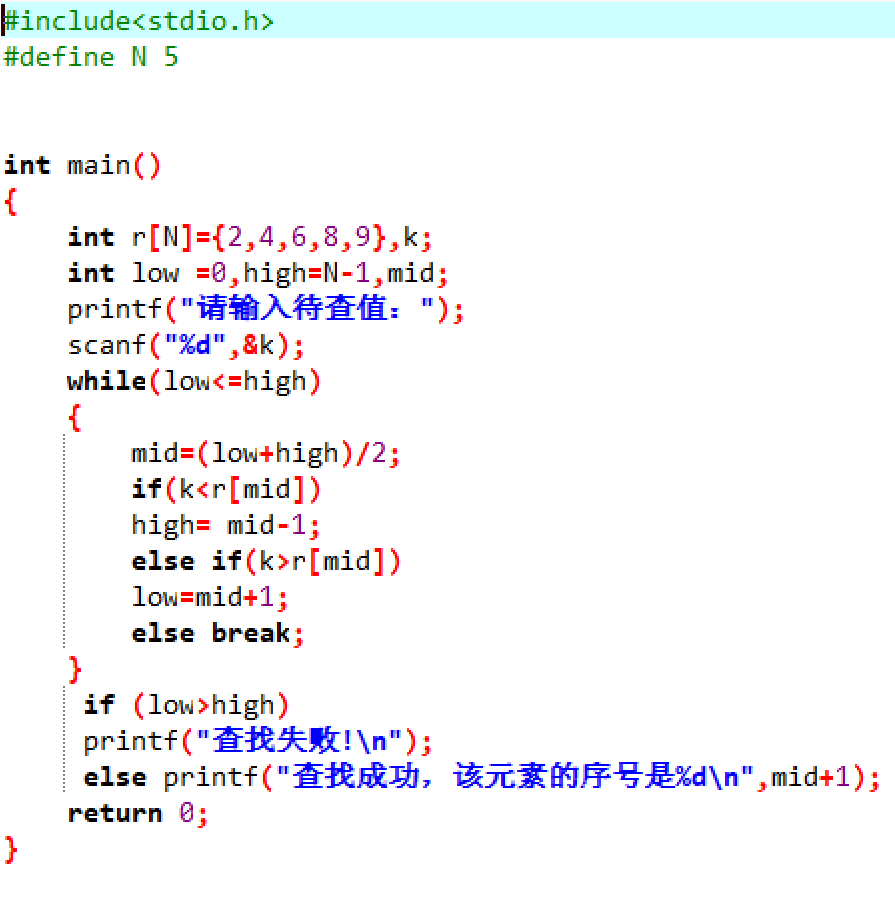 #include<stdio.h>
#define N 5
int main()
{
    int r[N]={2,4,6,8,9},k;
    int low =0,high=N-1,mid;
    printf("请输入待查值：");
    scanf("%d",&k);
    while(low<=high)
    {
        mid=(low+high)/2;
        if(k<r[mid])
        high= mid-1;
        else if(k>r[mid])
        low=mid+1;
        else break;
    }
     if (low>high)
     printf("查找失败!\n");
     else printf("查找成功，该元素的序号是%d\n",mid+1);
    return 0;
}